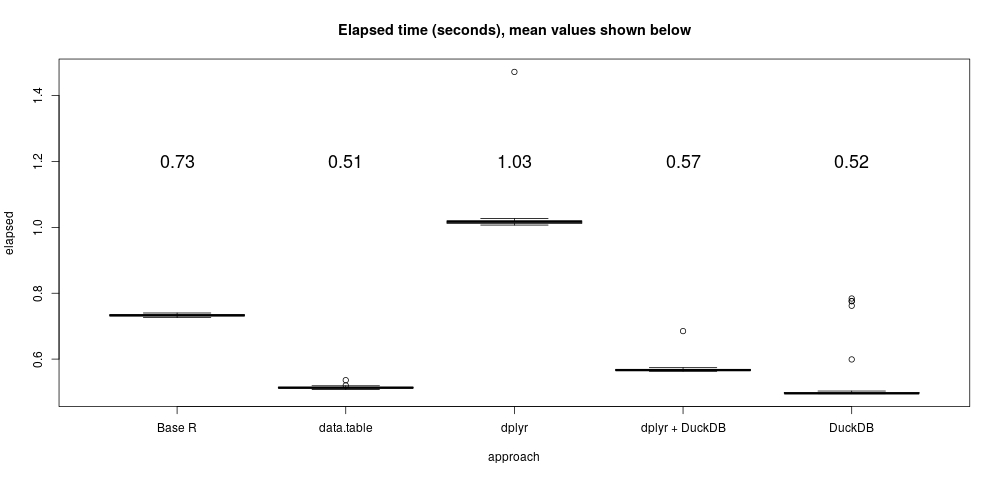 Elapsed time (seconds), mean values shown below
elapsed
1.4
1.2
1.0
0.8
0.6
0.73 0.51 1.03 0.57 0.52
Base R data.table dplyr dplyr + DuckDB DuckDB
approach